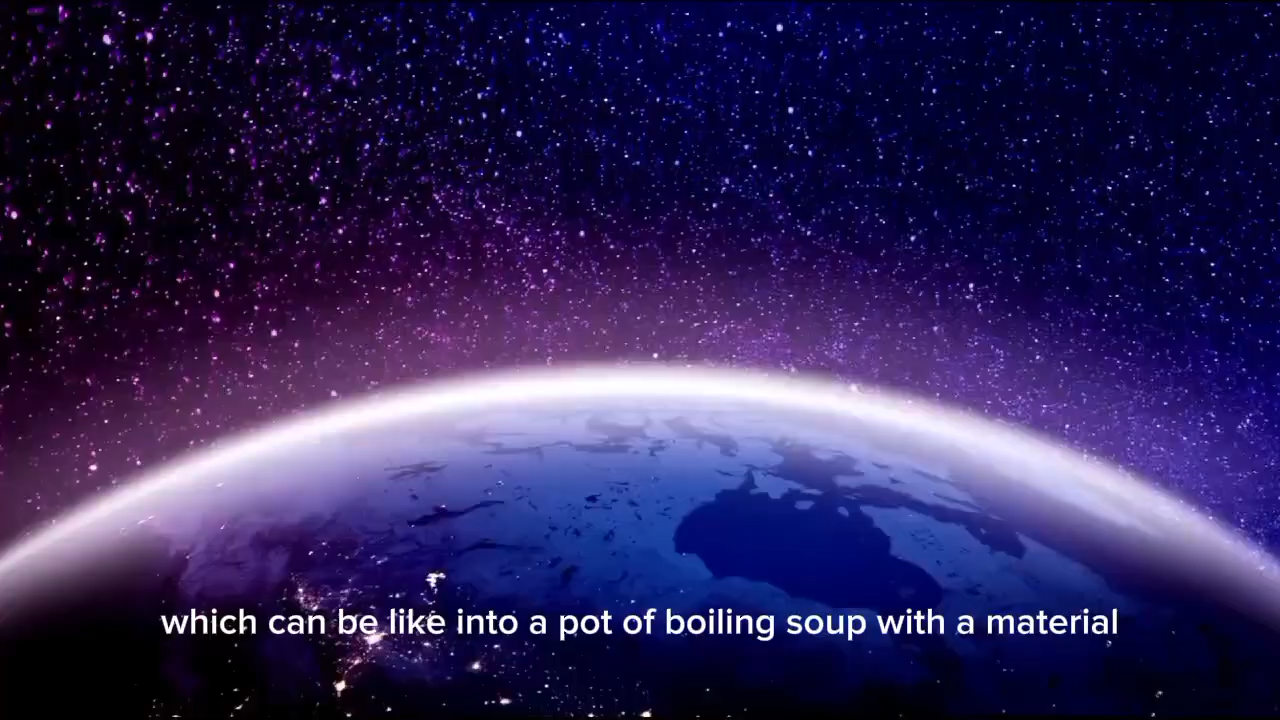 which can be like into a pot of boiling soup with a material